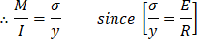 ∴ M/I = σ/y since [σ/y = E/R]